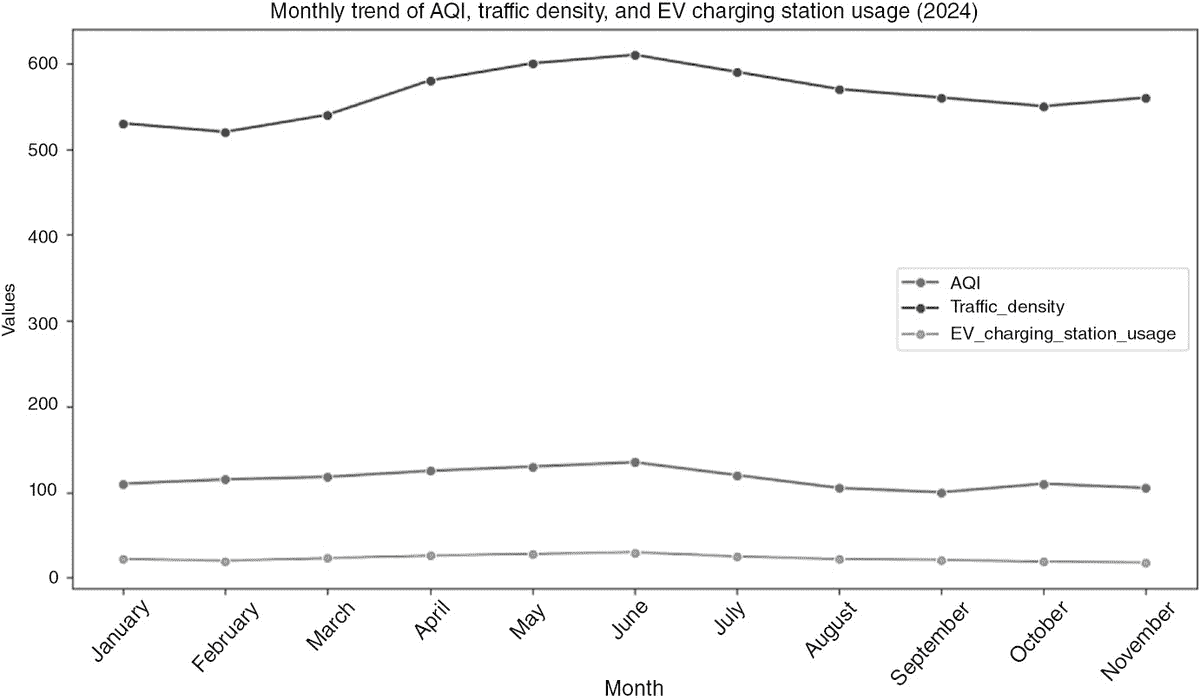 Monthly trend of AQI, traffic density, and EV charging station usage (2024)
600
500
400
300
200
100
0
Values
AQI
Traffic_density
EV_charging_station_usage
January
February
March
April
May
June
July
August
September
October
November
Month